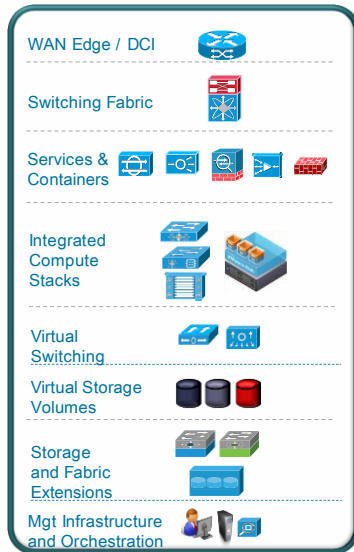 WAN Edge / DCI
Switching Fabric
Services &
Containers
Integrated
Compute
Stacks
Virtual
Switching
Virtual Storage
Volumes
Storage
and Fabric
Extensions
Mgt Infrastructure
and Orchestration